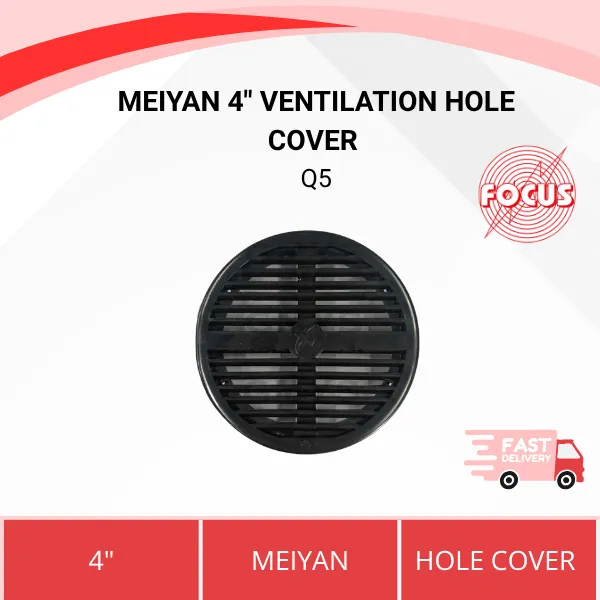 MEIYAN 4" VENTILATION HOLE
COVER
Q5
FOCUS
FAST
DELIVERY
4"
MEIYAN
HOLE COVER